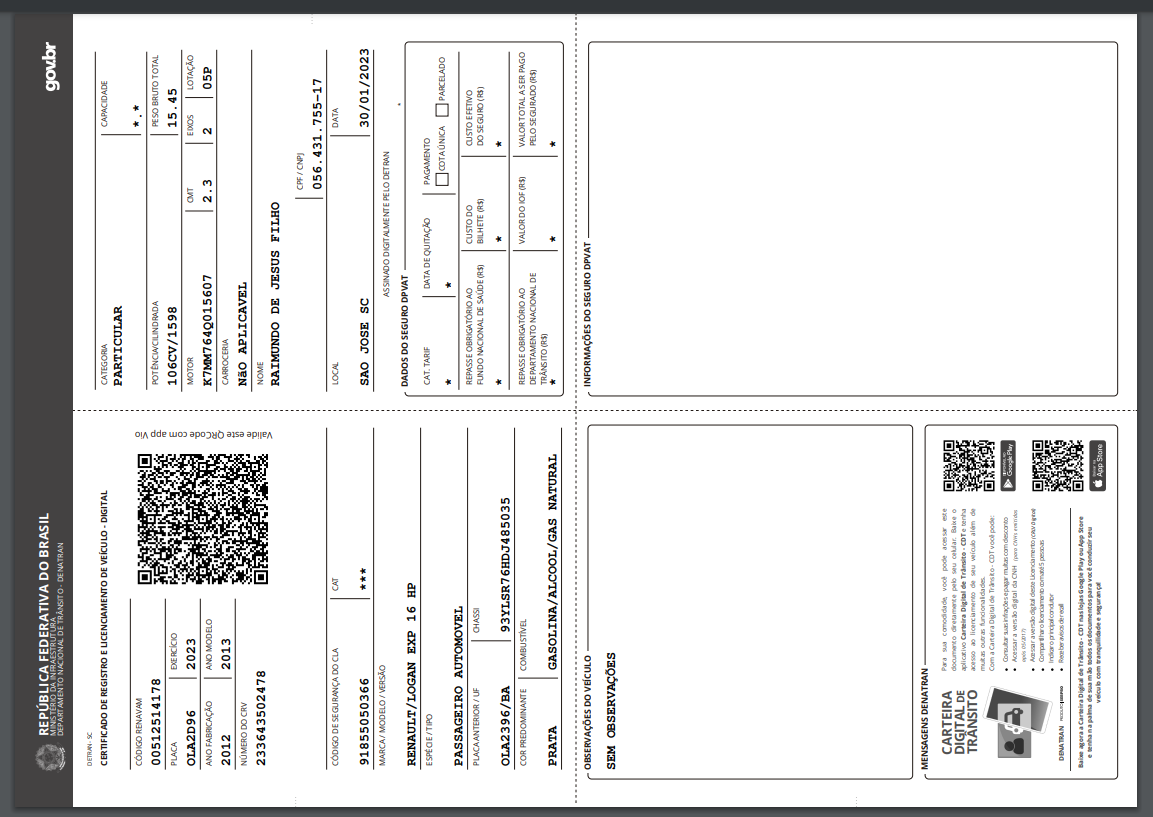 REPÚBLICA FEDERATIVA DO BRASIL
MINISTÉRIO DA INFRAESTRUTURA
DEPARTAMENTO NACIONAL DE TRÂNSITO - DENATRAN
gov.br
DETRAN - SC
CERTIFICADO DE REGISTRO E LICENCIAMENTO DE VEÍCULO - DIGITAL
CÓDIGO RENAVAM
00512514178
PLACA
EXERCÍCIO
OLA2D96
2023
ANO FABRICAÇÃO
ANO MODELO
2012
2013
NÚMERO DO CRV
233643502478
Valide este QRCode com app Vio
CÓDIGO DE SEGURANÇA DO CLA
CAT
91855050366
***
MARCA / MODELO / VERSÃO
RENAULT/LOGAN EXP 16 HP
ESPÉCIE / TIPO
PASSAGEIRO AUTOMOVEL
PLACA ANTERIOR / UF
CHASSI
OLA2396/BA
93YLSR76HDJ485035
COR PREDOMINANTE
COMBUSTÍVEL
PRATA
GASOLINA/ALCOOL/GAS NATURAL
CATEGORIA
CAPACIDADE
PARTICULAR
*.*
POTÊNCIA/CILINDRADA
PESO BRUTO TOTAL
106CV/1598
15.45
MOTOR
CMT
EIXOS
LOTAÇÃO
K7MM764Q015607
2.3
2
05P
CARROCERIA
NãO APLICAVEL
NOME
RAIMUNDO DE JESUS FILHO
CPF / CNPJ
056.431.755-17
LOCAL
DATA
SAO JOSE SC
30/01/2023
ASSINADO DIGITALMENTE PELO DETRAN
*
DADOS DO SEGURO DPVAT
CAT. TARIF
DATA DE QUITAÇÃO
PAGAMENTO
*
*
COTA ÚNICA
PARCELADO
REPASSE OBRIGATÓRIO AO
FUNDO NACIONAL DE SAÚDE (R$)
CUSTO DO
BILHETE (R$)
CUSTO EFETIVO
DO SEGURO (R$)
*
*
*
REPASSE OBRIGATÓRIO AO
DEPARTAMENTO NACIONAL DE
TRÂNSITO (R$)
VALOR DO IOF (R$)
VALOR TOTAL A SER PAGO
PELO SEGURADO (R$)
*
*
*
OBSERVAÇÕES DO VEÍCULO
SEM OBSERVAÇÕES
MENSAGENS DENATRAN
CARTEIRA
DIGITAL DE
TRÂNSITO
DENATRAN
Para sua comodidade, você pode acessar este
documento diretamente pelo seu celular. Baixe o
aplicativo Carteira Digital de Trânsito - CDT e tenha
acesso ao licenciamento de seu veículo além de
muitas outras funcionalidades.
Com a Carteira Digital de Trânsito - CDT você pode:
Consultar suas infrações e pagar multas com desconto
Acessar a versão digital da CNH
Acessar a versão digital deste Licenciamento
Compartilhar o licenciamento com até 5 pessoas
Indicar o principal condutor
Receber avisos de recall
Google Play
App Store
Baixe agora a Carteira Digital de Trânsito - CDT nas lojas Google Play ou App Store
e tenha na palma de sua mão todos os documentos para você conduzir seu
veículo com tranquilidade e segurança!
INFORMAÇÕES DO SEGURO DPVAT